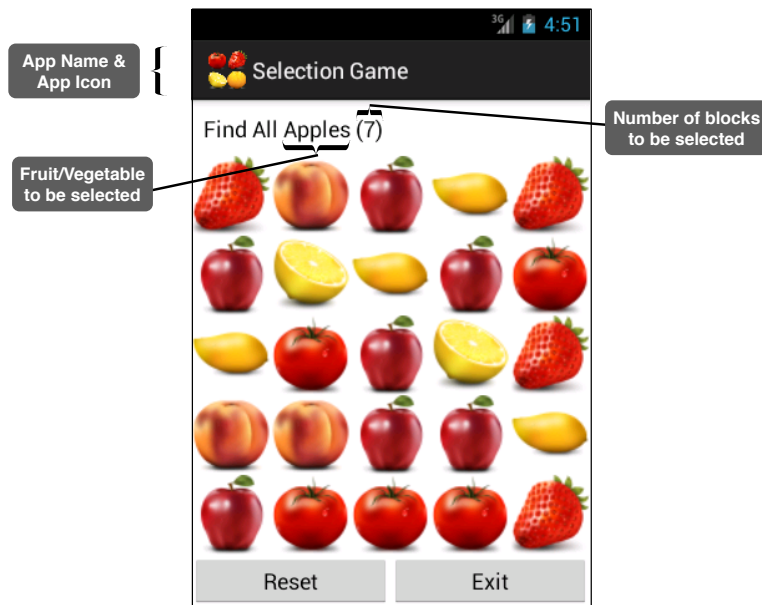 3G 4:51
App Name &
App Icon
Selection Game
Number of blocks
to be selected
Find All Apples (7)
Fruit/Vegetable
to be selected
Reset Exit